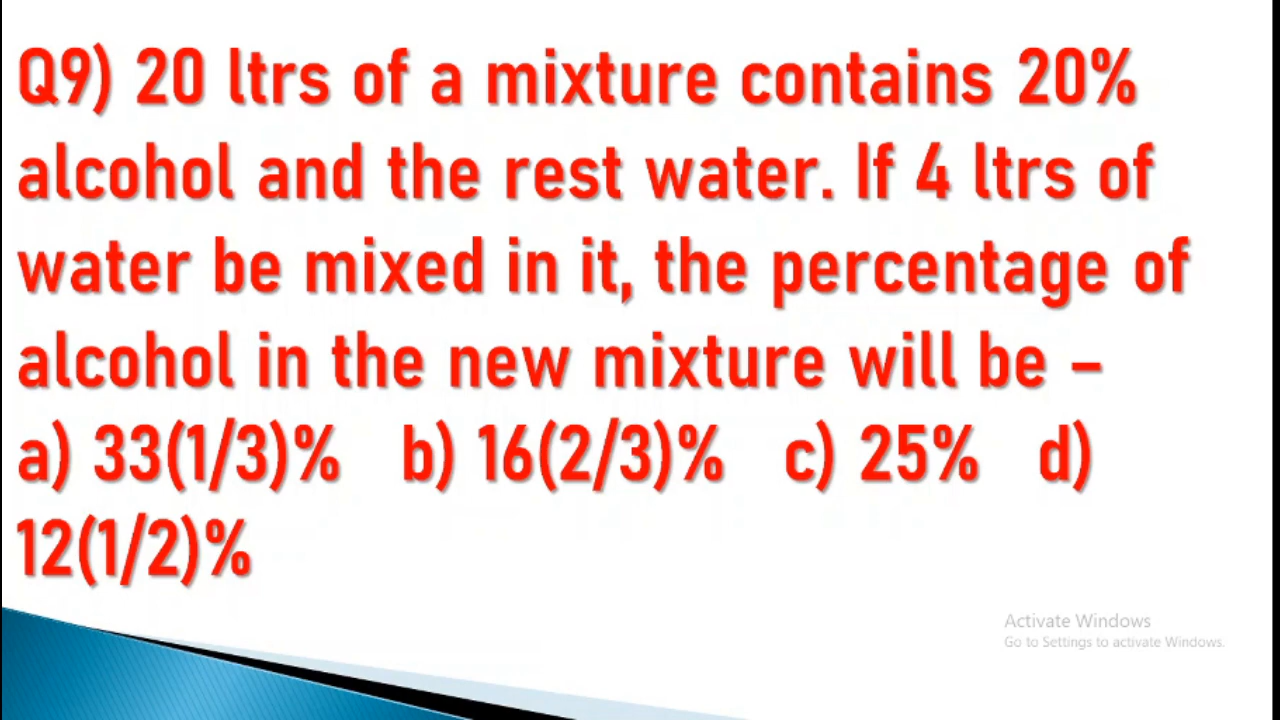 Q9) 20 ltrs of a mixture contains 20%
alcohol and the rest water. If 4 ltrs of
water be mixed in it, the percentage of
alcohol in the new mixture will be –
a) 33(1/3)% b) 16(2/3)% c) 25% d)
12(1/2)%
Activate Windows
Go to Settings to activate Windows.